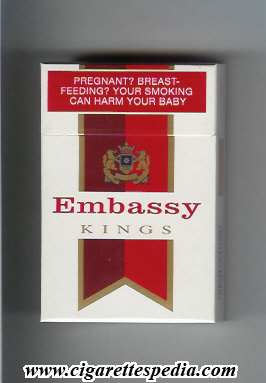 PREGNANT? BREAST-
FEEDING? YOUR SMOKING
CAN HARM YOUR BABY
Embassy
KINGS
www.cigarettespedia.com